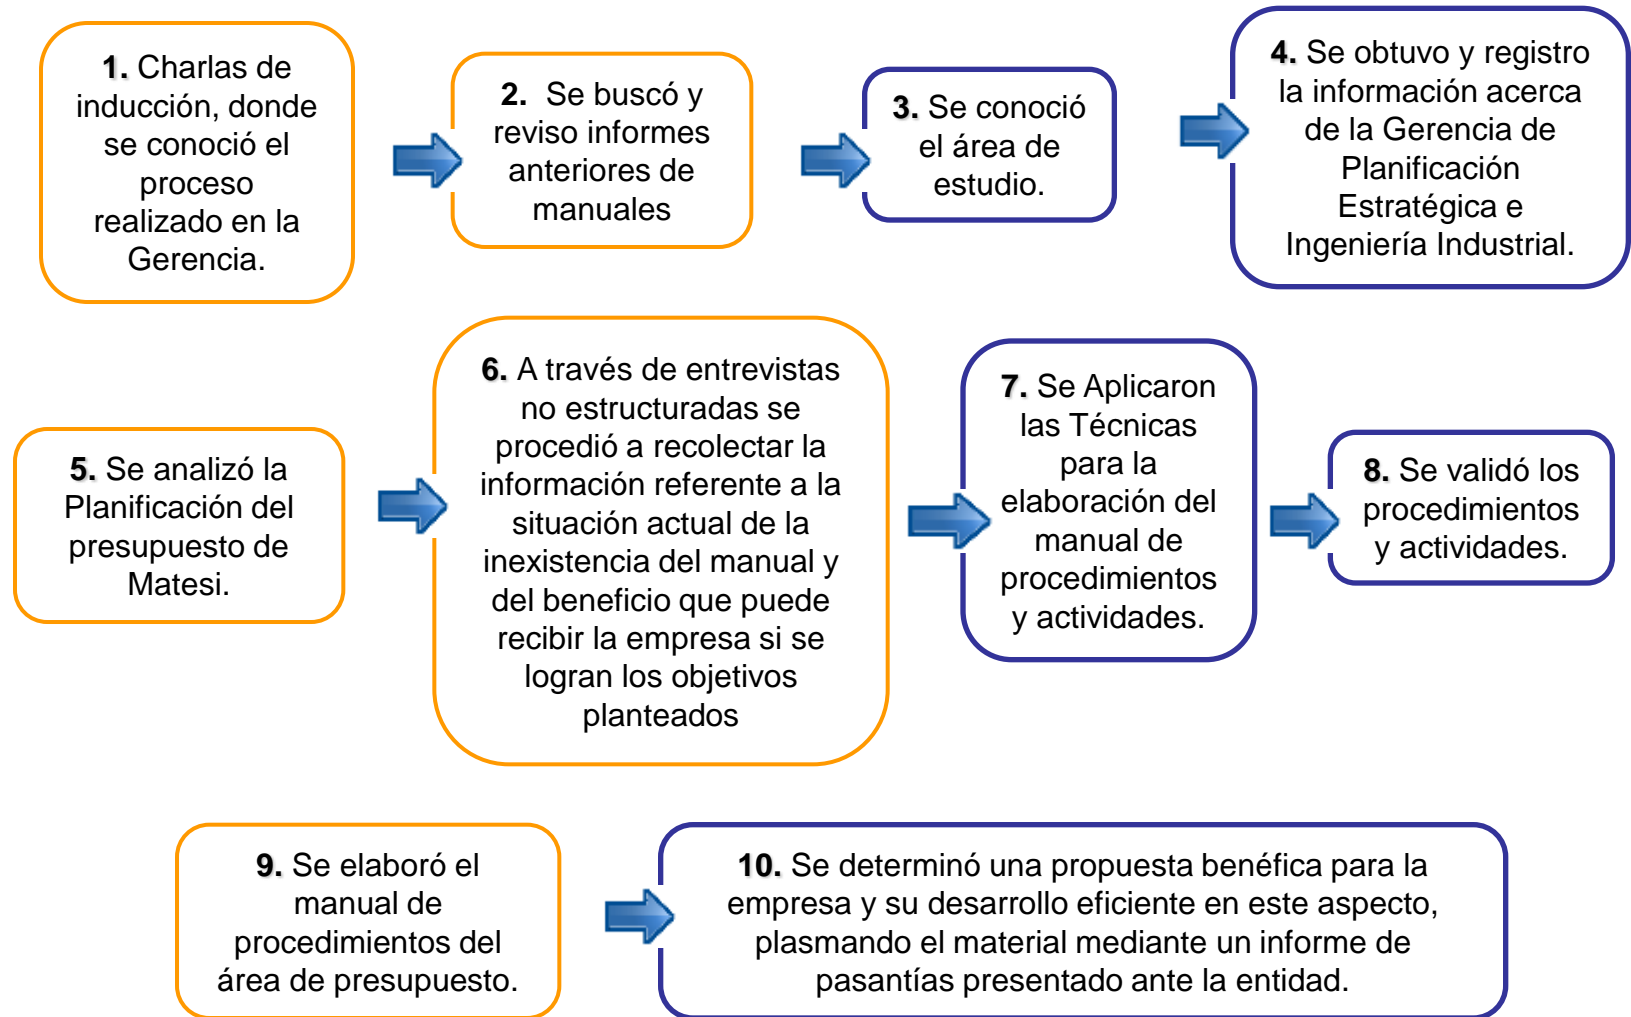 1. Charlas de
inducción, donde
se conoció el
proceso
realizado en la
Gerencia.
2. Se buscó y
reviso informes
anteriores de
manuales
3. Se conoció
el área de
estudio.
4. Se obtuvo y registro
la información acerca
de la Gerencia de
Planificación
Estratégica e
Ingeniería Industrial.
5. Se analizó la
Planificación del
presupuesto de
Matesi.
6. A través de entrevistas
no estructuradas se
procedió a recolectar la
información referente a la
situación actual de la
inexistencia del manual y
del beneficio que puede
recibir la empresa si se
logran los objetivos
planteados
7. Se Aplicaron
las Técnicas
para la
elaboración del
manual de
procedimientos
y actividades.
8. Se validó los
procedimientos
y actividades.
9. Se elaboró el
manual de
procedimientos del
área de presupuesto.
10. Se determinó una propuesta benéfica para la
empresa y su desarrollo eficiente en este aspecto,
plasmando el material mediante un informe de
pasantías presentado ante la entidad.